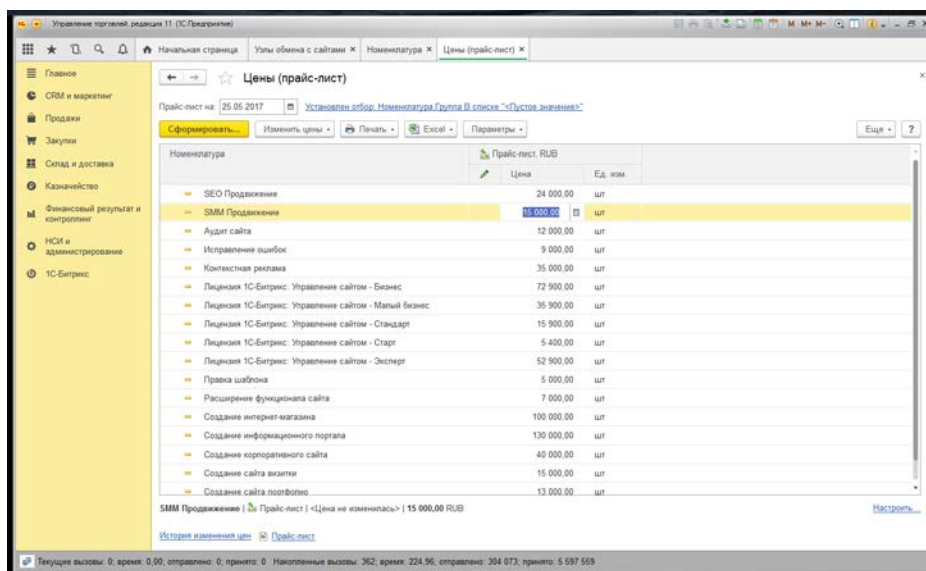 Управление торговлей, редакция 11 (1С:Предприятие)
M M+ M-
Начальная страница
Узлы обмена с сайтами ×
Номенклатура ×
Цены (прайс-лист) ×
Главное
CRM и маркетинг
Продажи
Закупки
Склад и доставка
Казначейство
Финансовый результат и
контроллинг
НСИ и
администрирование
1С-Битрикс
Цены (прайс-лист)
Прайс-лист на: 25.05.2017 Установлен отбор: Номенклатура.Группа В списке "<Пустое значение>"
Сформировать... Изменить цены Печать Excel Параметры Еще ?
Номенклатура Прайс-лист, RUB
Цена Ед. изм.
SEO Продвижение 24 000,00 шт
SMM Продвижение 15 000,00 шт
Аудит сайта 12 000,00 шт
Исправление ошибок 9 000,00 шт
Контекстная реклама 35 000,00 шт
Лицензия 1С-Битрикс: Управление сайтом - Бизнес 72 900,00 шт
Лицензия 1С-Битрикс: Управление сайтом - Малый бизнес 35 900,00 шт
Лицензия 1С-Битрикс: Управление сайтом - Стандарт 15 900,00 шт
Лицензия 1С-Битрикс: Управление сайтом - Старт 5 400,00 шт
Лицензия 1С-Битрикс: Управление сайтом - Эксперт 52 900,00 шт
Правка шаблона 5 000,00 шт
Расширение функционала сайта 7 000,00 шт
Создание интернет-магазина 100 000,00 шт
Создание информационного портала 130 000,00 шт
Создание корпоративного сайта 40 000,00 шт
Создание сайта визитки 15 000,00 шт
Создание сайта портфолио 13 000,00 шт
SMM Продвижение | Прайс-лист | <Цена не изменилась> | 15 000,00 RUB Настроить...
История изменения цен Прайс-лист
Текущие вызовы: 0; время: 0,00; отправлено: 0; принято: 0 Накопленные вызовы: 362; время: 224,96; отправлено: 304 073; принято: 5 597 559